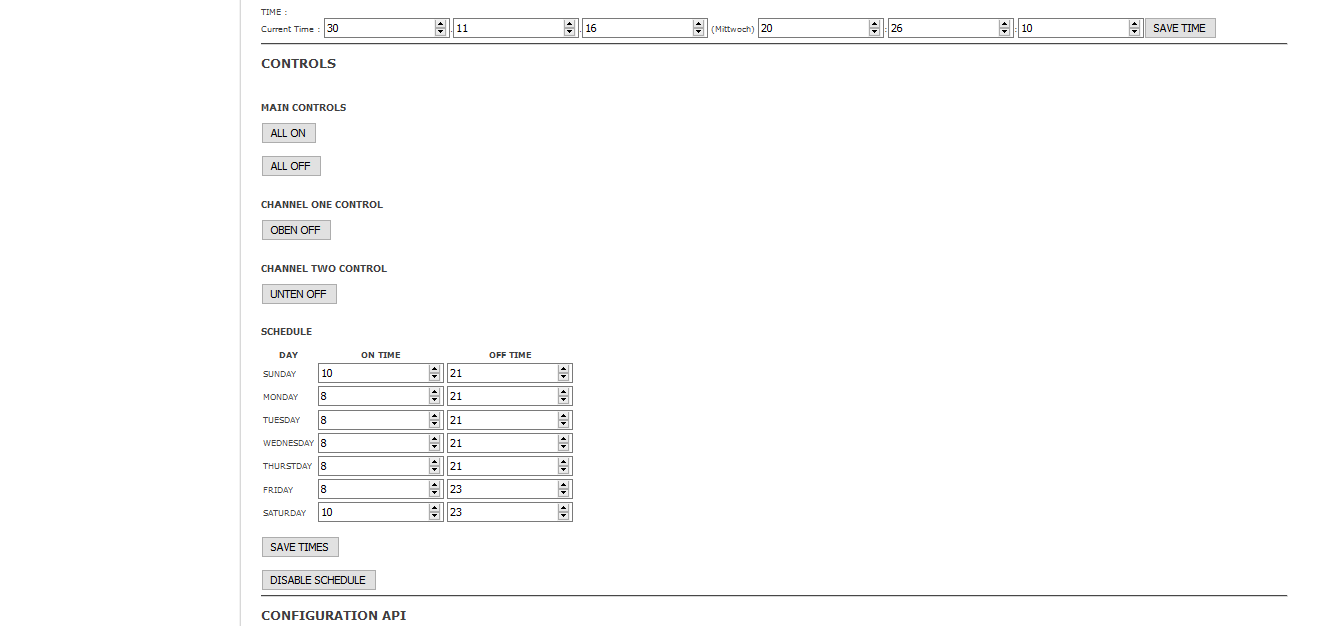 TIME :
Current Time : 30 . 11 . 16 (Mittwoch) 20 : 26 : 10 SAVE TIME
CONTROLS
MAIN CONTROLS
ALL ON
ALL OFF
CHANNEL ONE CONTROL
OBEN OFF
CHANNEL TWO CONTROL
UNTEN OFF
SCHEDULE
DAY ON TIME OFF TIME
SUNDAY 10 21
MONDAY 8 21
TUESDAY 8 21
WEDNESDAY 8 21
THURSTDAY 8 21
FRIDAY 8 23
SATURDAY 10 23
SAVE TIMES
DISABLE SCHEDULE
CONFIGURATION API